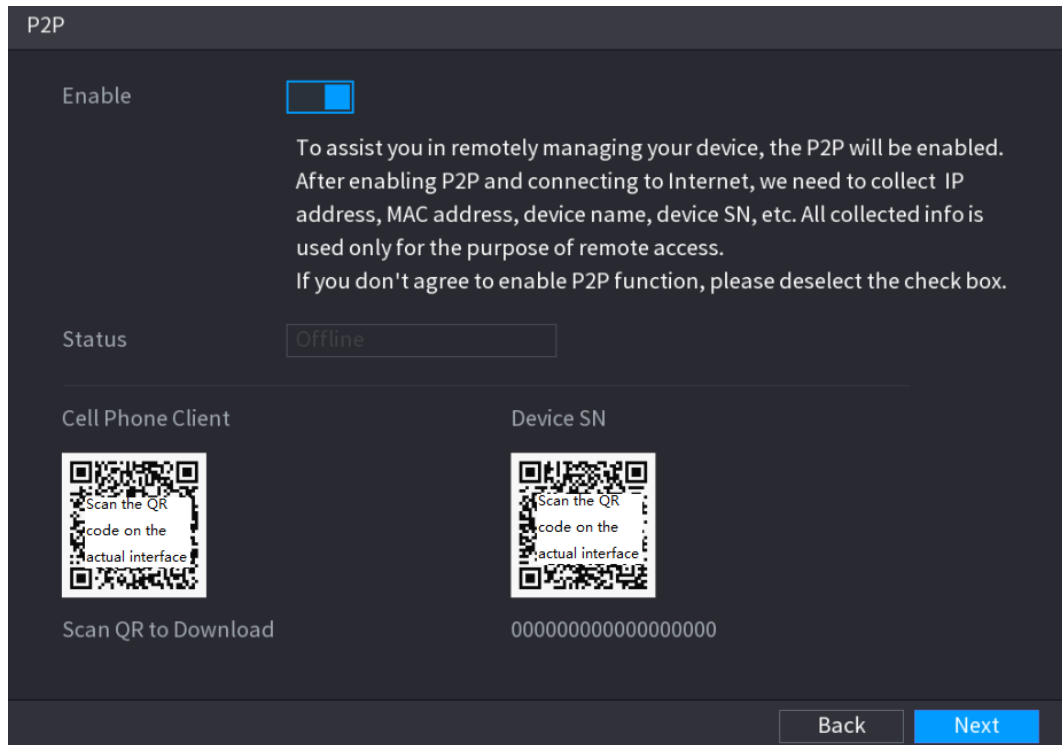 P2P
Enable
To assist you in remotely managing your device, the P2P will be enabled.
After enabling P2P and connecting to Internet, we need to collect IP
address, MAC address, device name, device SN, etc. All collected info is
used only for the purpose of remote access.
If you don't agree to enable P2P function, please deselect the check box.
Status
Offline
Cell Phone Client
Device SN
Scan the QR
code on the
actual interface
Scan the QR
code on the
actual interface
Scan QR to Download
000000000000000000
Back
Next